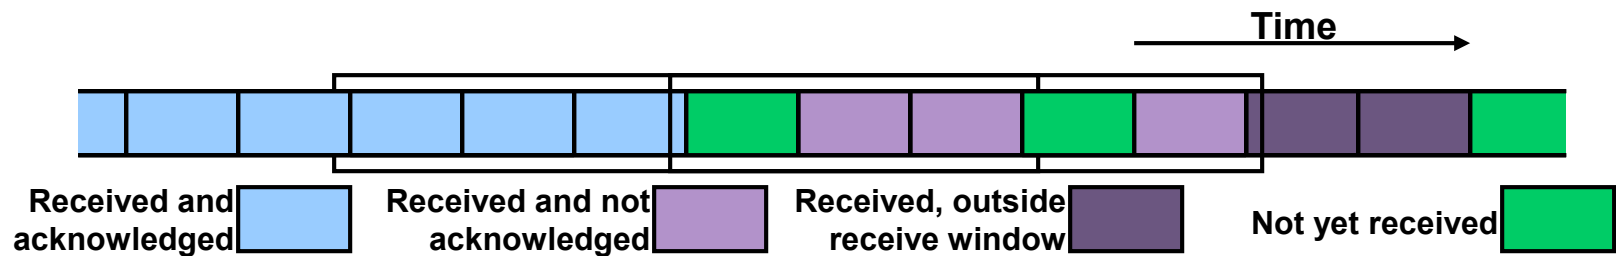 Time
Received and
acknowledged
Received and not
acknowledged
Received, outside
receive window
Not yet received